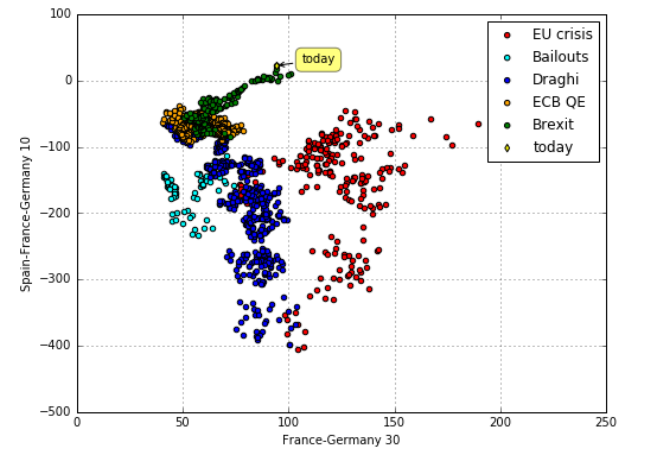 100
0
−100
−200
−300
−400
−500
0
50
100
150
200
250
Spain-France-Germany 10
France-Germany 30
today
EU crisis
Bailouts
Draghi
ECB QE
Brexit
today